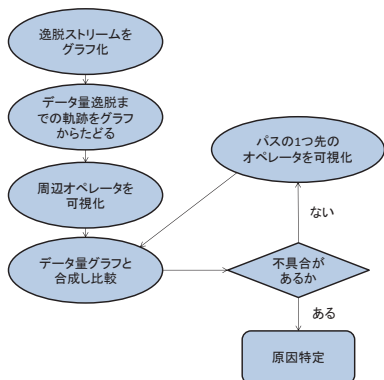 逸脱ストリームを
グラフ化
データ量逸脱ま
での軌跡をグラフ
からたどる
周辺オペレータを
可視化
データ量グラフと
合成し比較
パスの1つ先の
オペレータを可視化
ない
不具合が
あるか
ある
原因特定